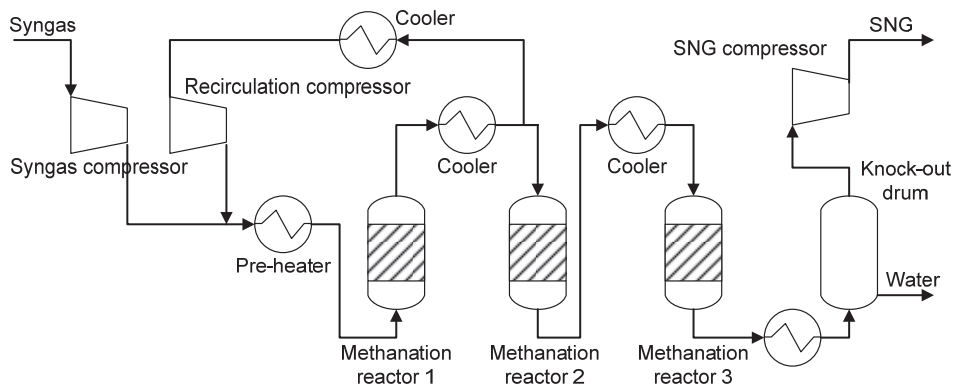 Syngas
Cooler
SNG compressor
SNG
Recirculation compressor
Syngas compressor
Cooler
Cooler
Knock-out
drum
Pre-heater
Water
Methanation
reactor 1
Methanation
reactor 2
Methanation
reactor 3